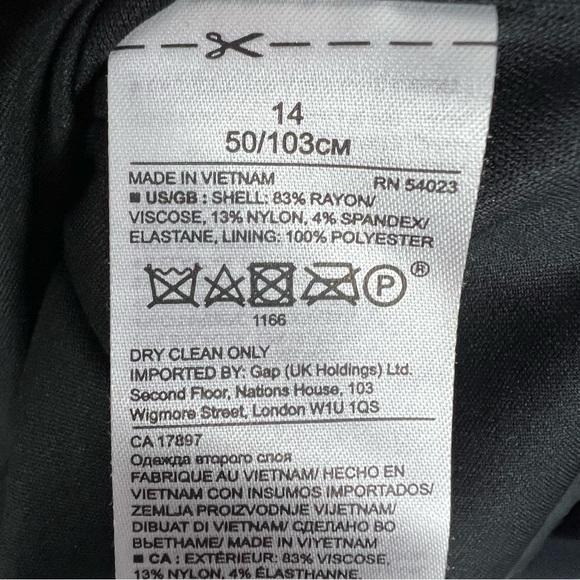 14
50/103CM
MADE IN VIETNAM RN 54023
■ US/GB : SHELL: 83% RAYON/
VISCOSE, 13% NYLON, 4% SPANDEX/
ELASTANE, LINING: 100% POLYESTER
P ®
1166
DRY CLEAN ONLY
IMPORTED BY: Gap (UK Holdings) Ltd.
Second Floor, Nations House, 103
Wigmore Street, London W1U 1QS
CA 17897
Одежда второго слоя
FABRIQUE AU VIETNAM/ HECHO EN
VIETNAM CON INSUMOS IMPORTADOS/
ZEMLJA PROIZVODNJE VIJETNAM/
DIBUAT DI VIETNAM/ СДЕЛАНО ВО
ВЬЕТНАМЕ/ MADE IN VIYETNAM
■ CA : EXTÉRIEUR: 83% VISCOSE,
13% NYLON, 4% ÉLASTHANNE,